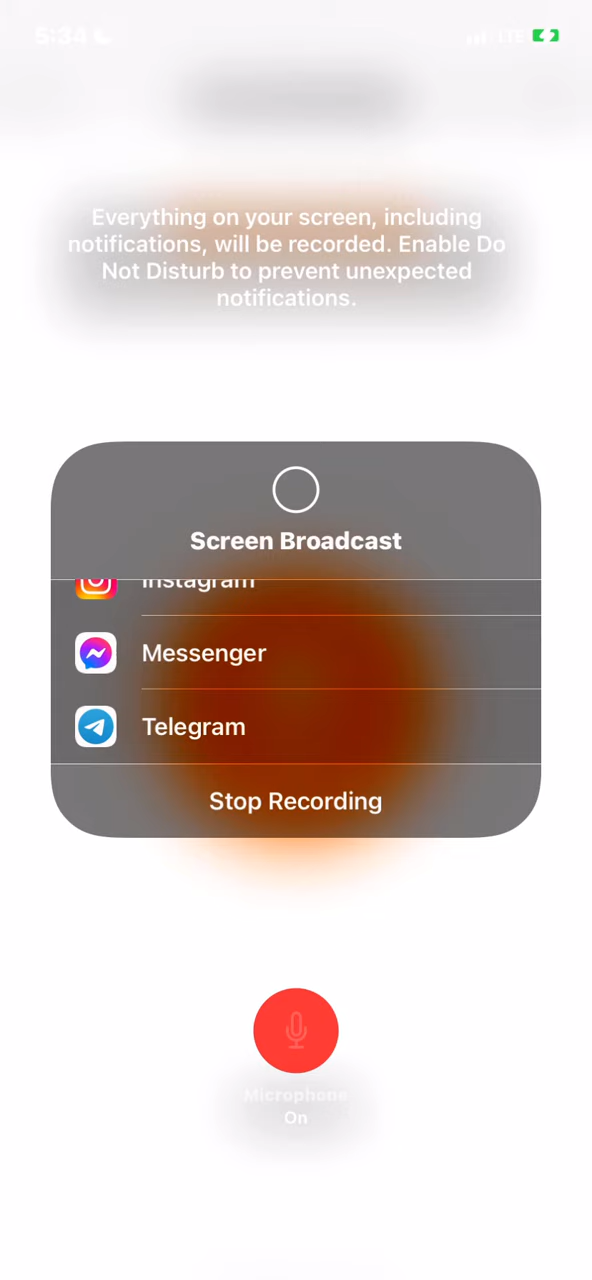 5:34
LTE
Everything on your screen, including
notifications, will be recorded. Enable Do
Not Disturb to prevent unexpected
notifications.
Screen Broadcast
Instagram
Messenger
Telegram
Stop Recording
Microphone
On